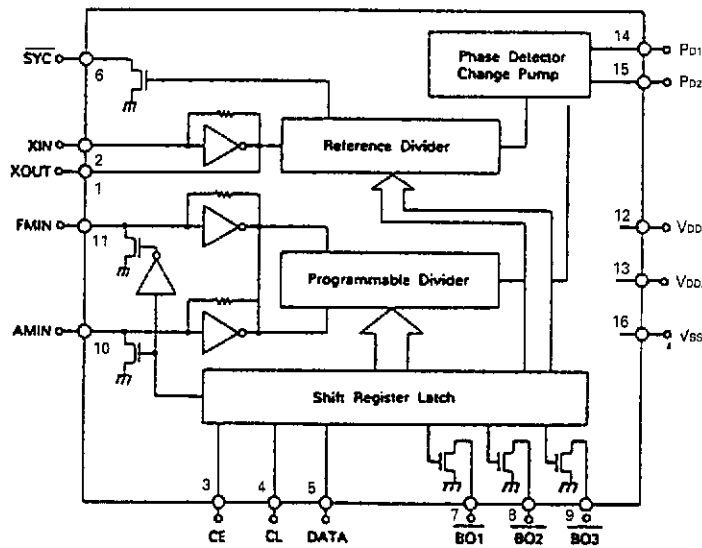 14
PD1
15
PD2
Phase Detector
Change Pump
SYC
6
XIN
2
XOUT
1
Reference Divider
FMIN
11
12
VDD
Programmable Divider
13
VDDA
AMIN
10
16
VSS
Shift Register Latch
3
4
5
7
8
9
CE
CL
DATA
BO1
BO2
BO3